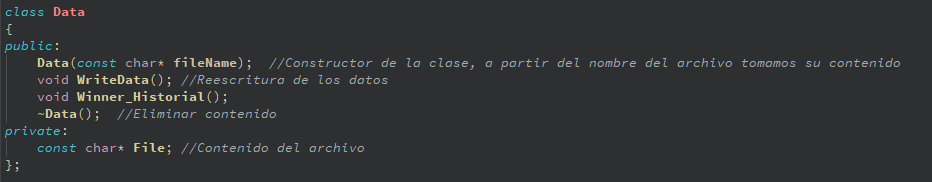 class Data
{
public:
    Data(const char* fileName);  //Constructor de la clase, a partir del nombre del archivo tomamos su contenido
    void WriteData(); //Reescritura de los datos
    void Winner_Historial();
    ~Data();  //Eliminar contenido
private:
    const char* File; //Contenido del archivo
};